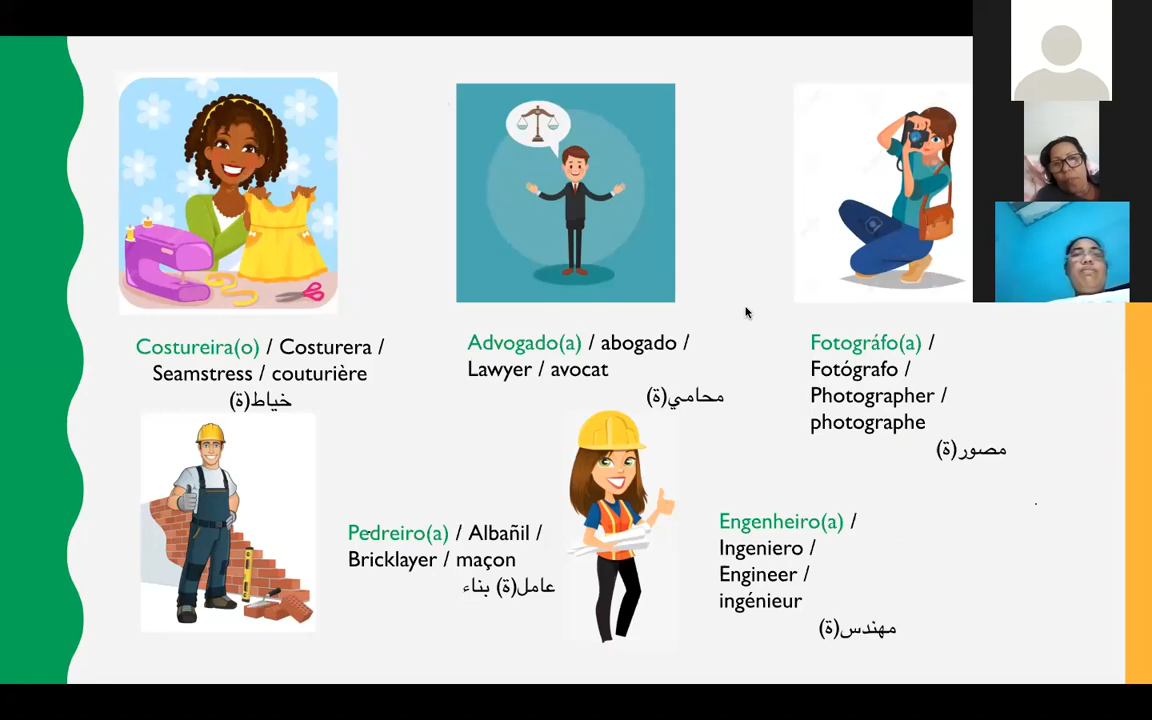 Costureira(o) / Costurera /
Seamstress / couturière
خياط(ة)
Advogado(a) / abogado /
Lawyer / avocat
محامي(ة)
Fotográfo(a) /
Fotógrafo /
Photographer /
photographe
مصور(ة)
Pedreiro(a) / Albañil /
Bricklayer / maçon
عامل(ة) بناء
Engenheiro(a) /
Ingeniero /
Engineer /
ingénieur
مهندس(ة)